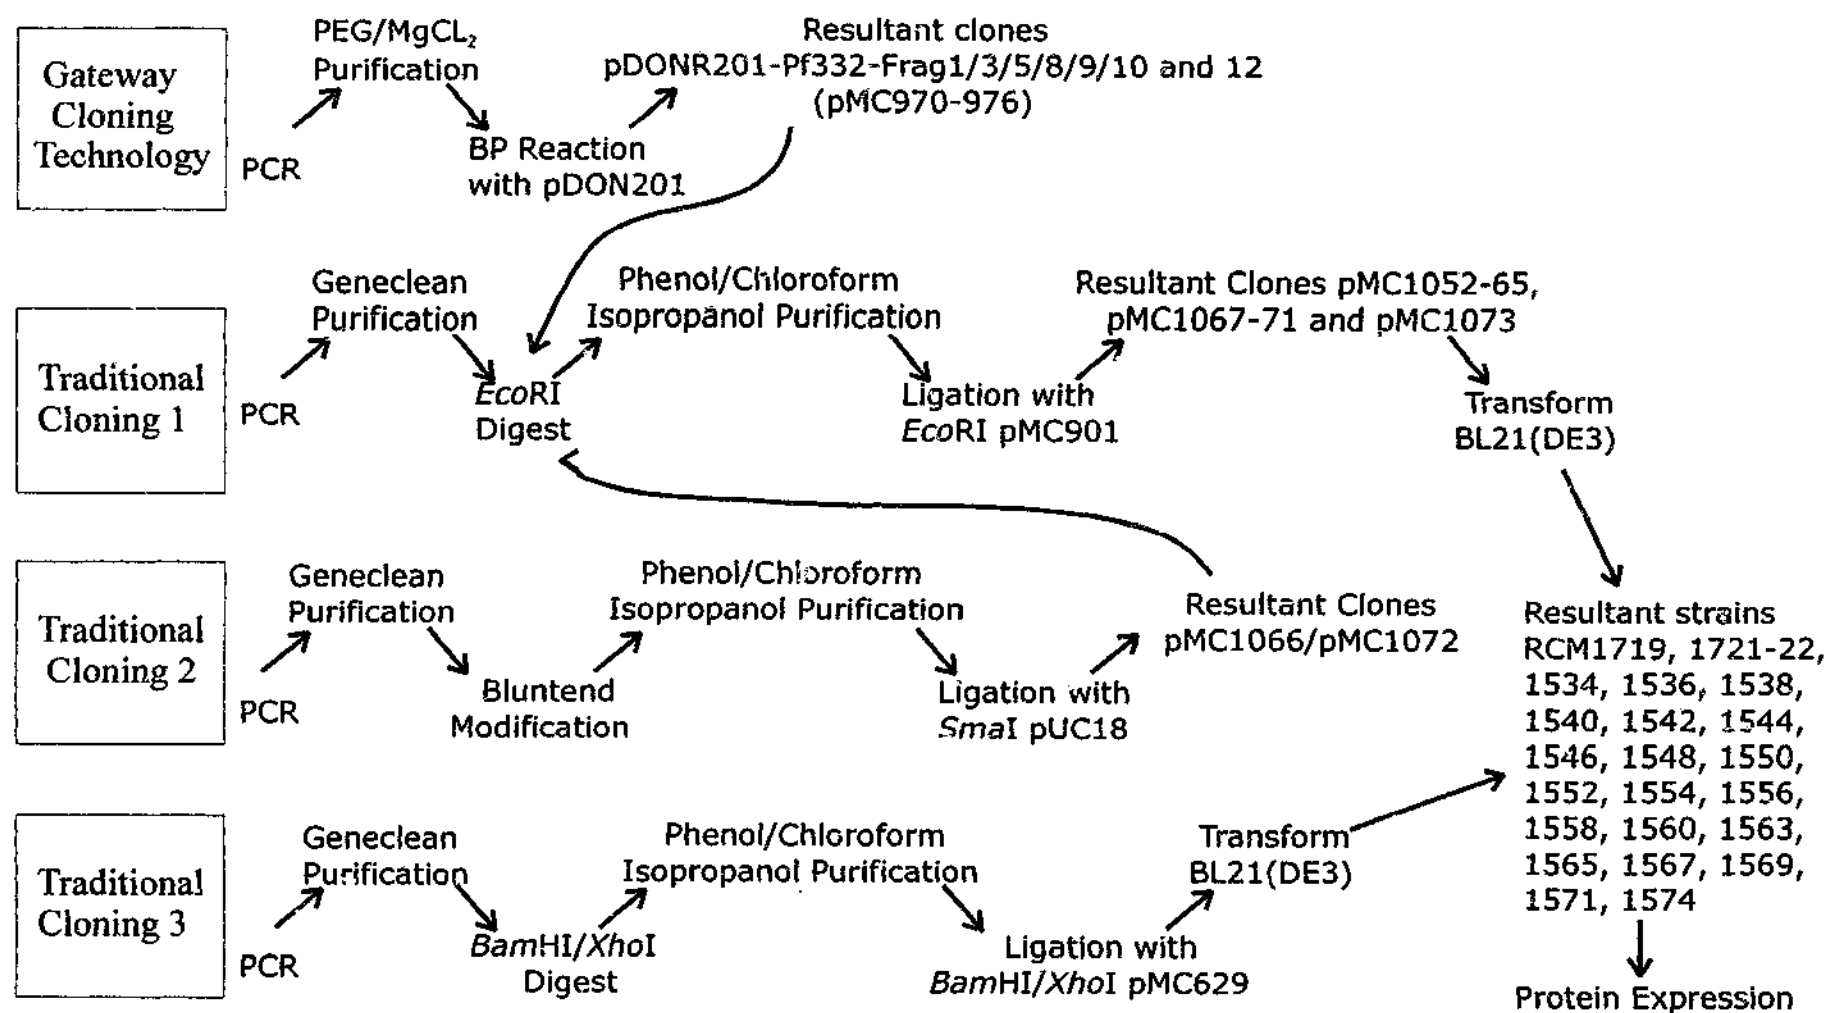 Gateway
Cloning
Technology
PCR
PEG/MgCL₂
Purification
BP Reaction
with pDON201
Resultant clones
pDONR201-Pf332-Frag1/3/5/8/9/10 and 12
(pMC970-976)
Traditional
Cloning 1
PCR
Geneclean
Purification
EcoRI
Digest
Phenol/Chloroform
Isopropanol Purification
Ligation with
EcoRI pMC901
Resultant Clones pMC1052-65,
pMC1067-71 and pMC1073
Transform
BL21(DE3)
Traditional
Cloning 2
PCR
Geneclean
Purification
Bluntend
Modification
Phenol/Chloroform
Isopropanol Purification
Ligation with
SmaI pUC18
Resultant Clones
pMC1066/pMC1072
Traditional
Cloning 3
PCR
Geneclean
Purification
BamHI/XhoI
Digest
Phenol/Chloroform
Isopropanol Purification
Ligation with
BamHI/XhoI pMC629
Transform
BL21(DE3)
Resultant strains
RCM1719, 1721-22,
1534, 1536, 1538,
1540, 1542, 1544,
1546, 1548, 1550,
1552, 1554, 1556,
1558, 1560, 1563,
1565, 1567, 1569,
1571, 1574
Protein Expression